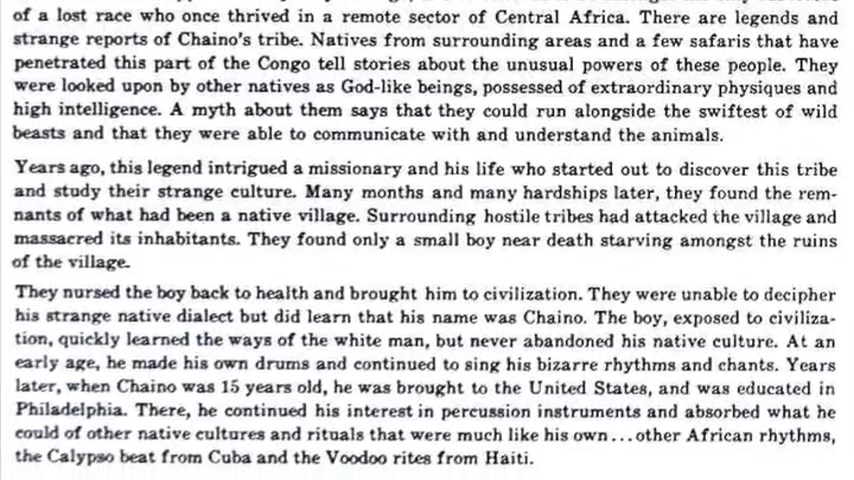 of a lost race who once thrived in a remote sector of Central Africa. There are legends and
strange reports of Chaino's tribe. Natives from surrounding areas and a few safaris that have
penetrated this part of the Congo tell stories about the unusual powers of these people. They
were looked upon by other natives as God-like beings, possessed of extraordinary physiques and
high intelligence. A myth about them says that they could run alongside the swiftest of wild
beasts and that they were able to communicate with and understand the animals.
Years ago, this legend intrigued a missionary and his life who started out to discover this tribe
and study their strange culture. Many months and many hardships later, they found the rem-
nants of what had been a native village. Surrounding hostile tribes had attacked the village and
massacred its inhabitants. They found only a small boy near death starving amongst the ruins
of the village.
They nursed the boy back to health and brought him to civilization. They were unable to decipher
his strange native dialect but did learn that his name was Chaino. The boy, exposed to civiliza-
tion, quickly learned the ways of the white man, but never abandoned his native culture. At an
early age, he made his own drums and continued to sing his bizarre rhythms and chants. Years
later, when Chaino was 15 years old, he was brought to the United States, and was educated in
Philadelphia. There, he continued his interest in percussion instruments and absorbed what he
could of other native cultures and rituals that were much like his own...other African rhythms,
the Calypso beat from Cuba and the Voodoo rites from Haiti.